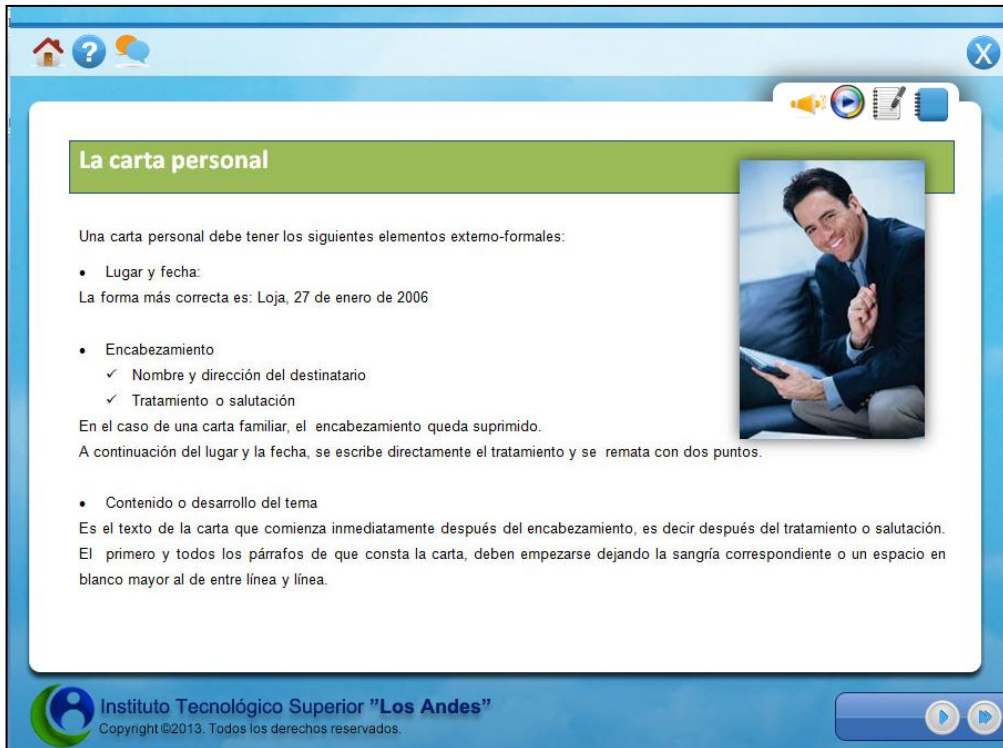 La carta personal
Una carta personal debe tener los siguientes elementos externo-formales:
• Lugar y fecha:
La forma más correcta es: Loja, 27 de enero de 2006
• Encabezamiento
✓ Nombre y dirección del destinatario
✓ Tratamiento o salutación
En el caso de una carta familiar, el encabezamiento queda suprimido.
A continuación del lugar y la fecha, se escribe directamente el tratamiento y se remata con dos puntos.
• Contenido o desarrollo del tema
Es el texto de la carta que comienza inmediatamente después del encabezamiento, es decir después del tratamiento o salutación.
El primero y todos los párrafos de que consta la carta, deben empezarse dejando la sangría correspondiente o un espacio en
blanco mayor al de entre línea y línea.
Instituto Tecnológico Superior "Los Andes"
Copyright ©2013. Todos los derechos reservados.